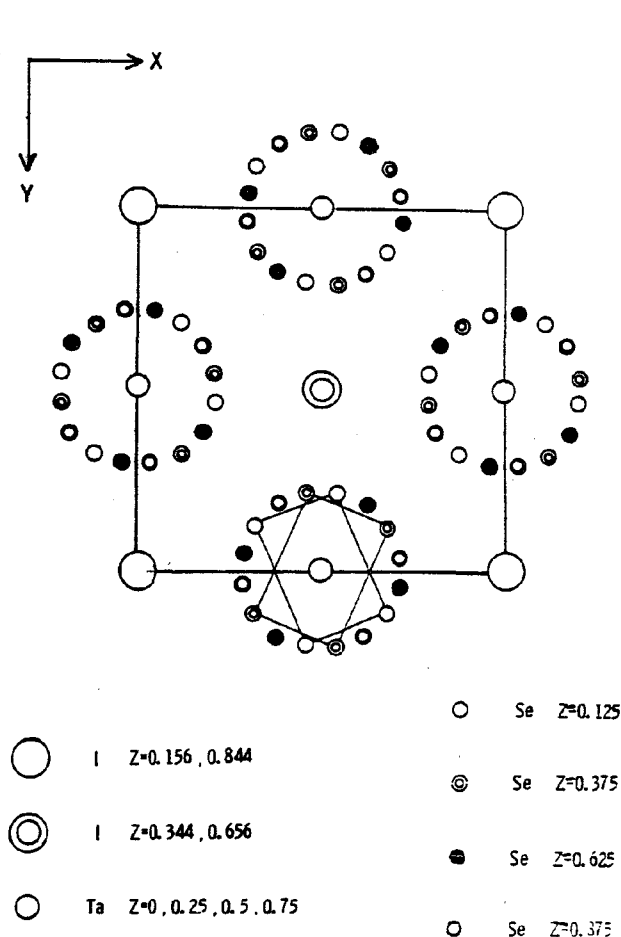 X
Y
Se Z=0.125
I Z=0.156,0.844
Se Z=0.375
I Z=0.344,0.656
Se Z=0.625
Ta Z=0,0.25,0.5,0.75
Se Z=0.375